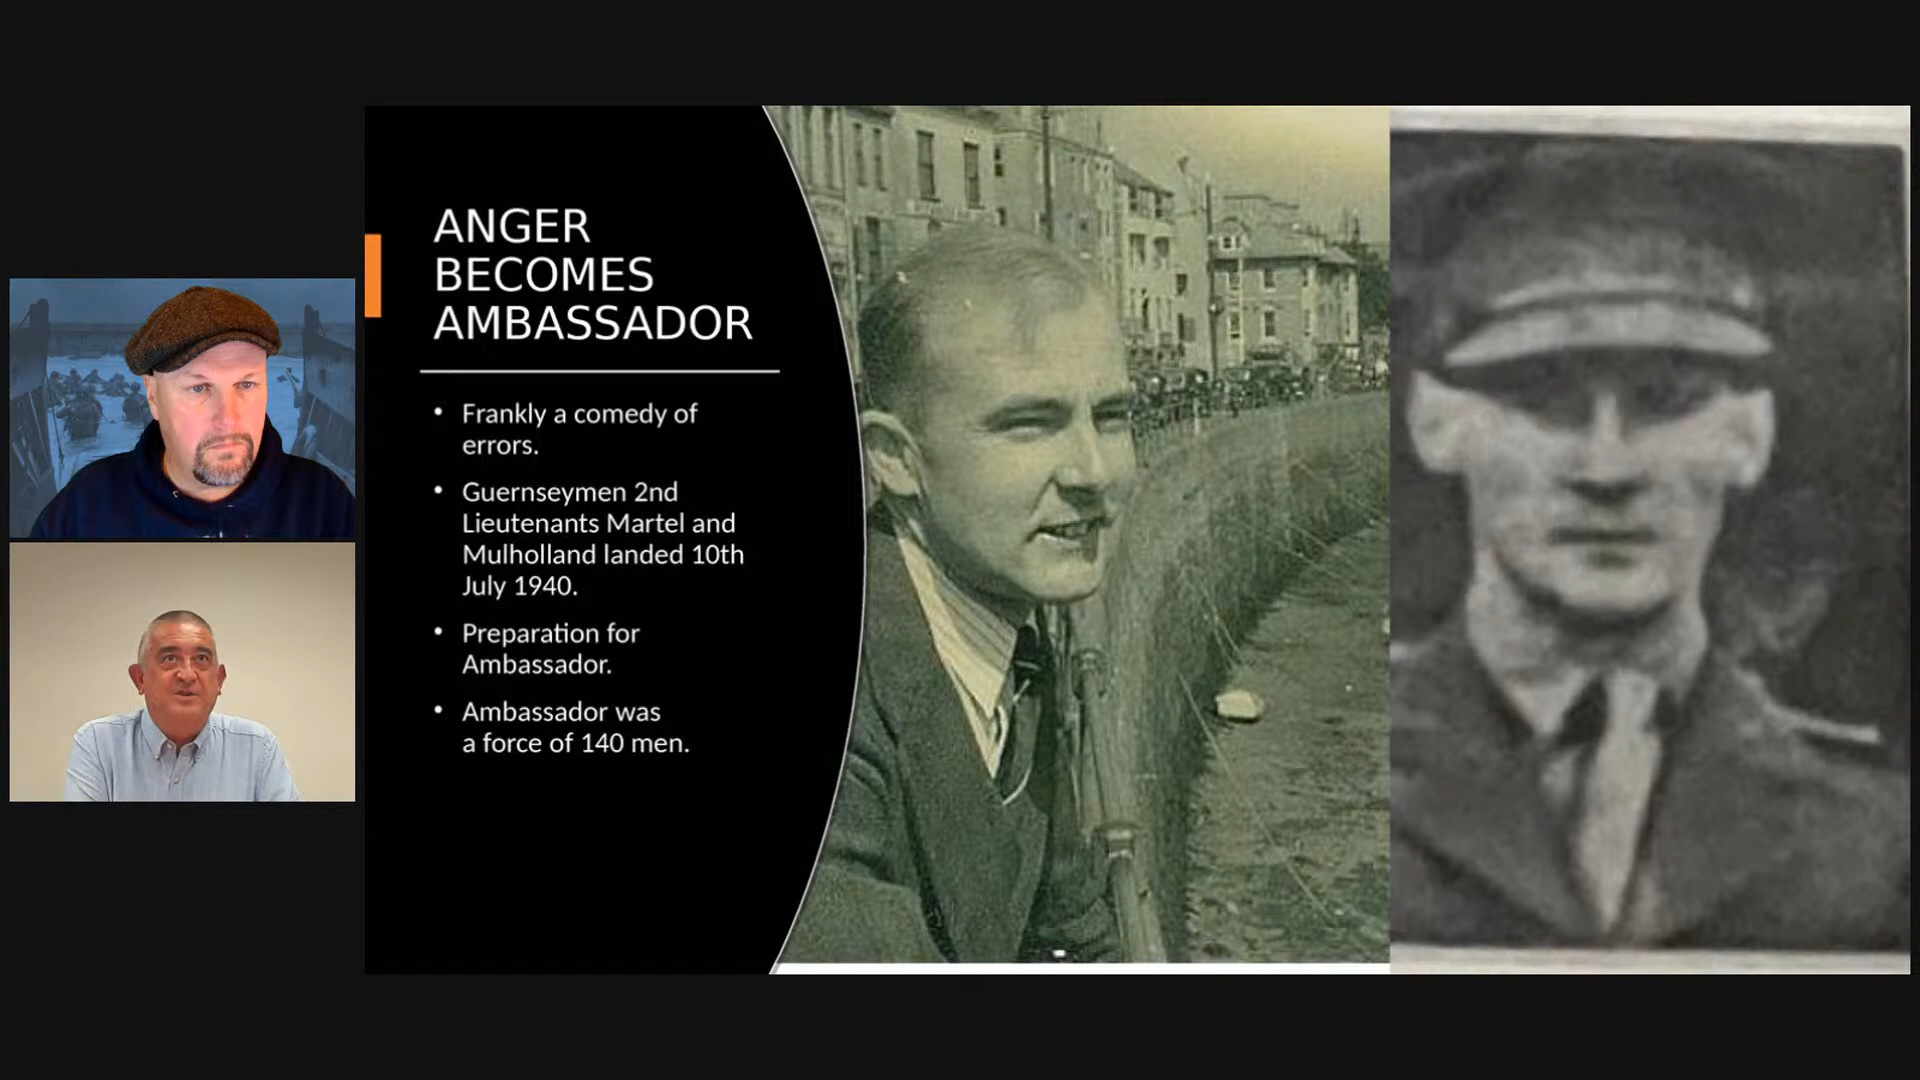 ANGER
BECOMES
AMBASSADOR
• Frankly a comedy of
errors.
• Guernseymen 2nd
Lieutenants Martel and
Mulholland landed 10th
July 1940.
• Preparation for
Ambassador.
• Ambassador was
a force of 140 men.